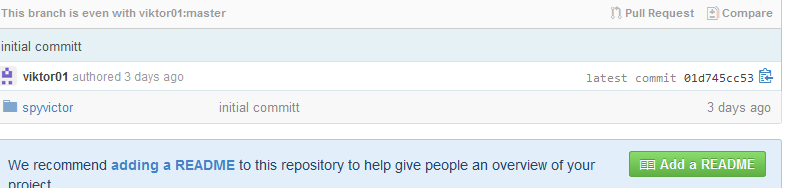 This branch is even with viktor01:master Pull Request Compare
initial committ
viktor01 authored 3 days ago latest commit 01d745cc53
spyvictor initial committ 3 days ago
We recommend adding a README to this repository to help give people an overview of your Add a README
project